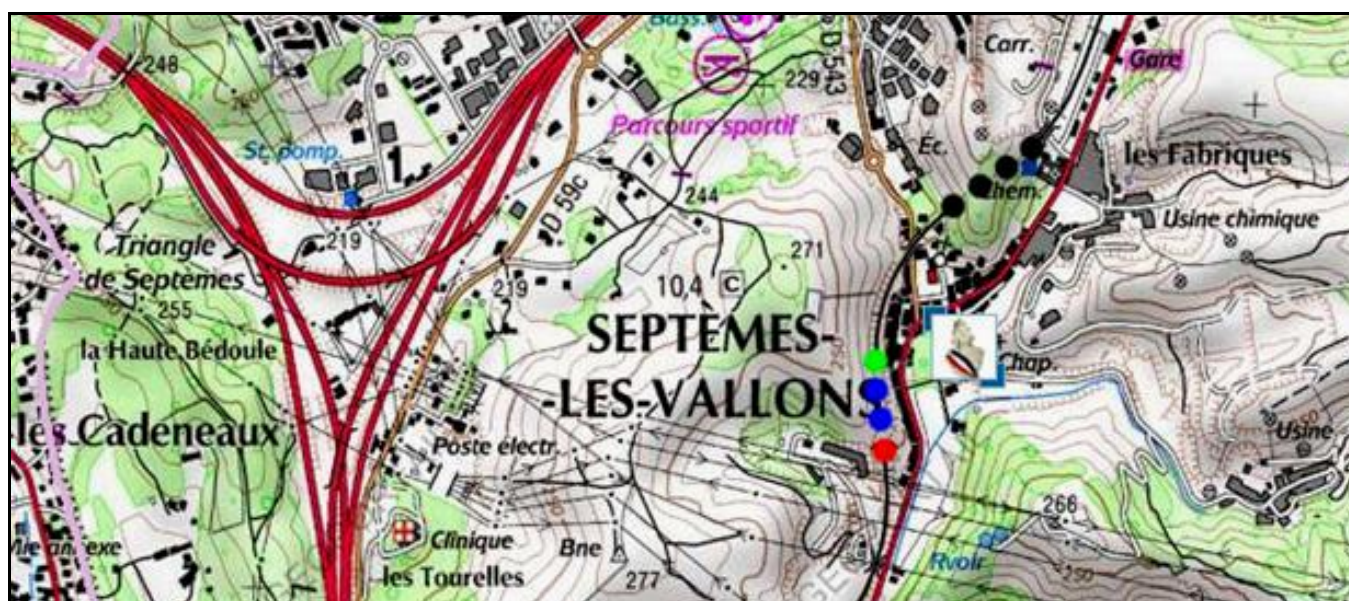 Bass.
D 543
Carr.
Gare
248
229
Parcours sportif
St. pomp.
Éc.
les Fabriques
Chem.
D 59c
244
Usine chimique
219
Triangle
de Septèmes
271
219
10,4 C
255
SEPTÈMES-
la Haute Bédoule
Chap.
-LES-VALLONS
les Cadeneaux
Poste électr.
Usine
266
Clinique
Bne
Rvoir
les Tourelles
277
250